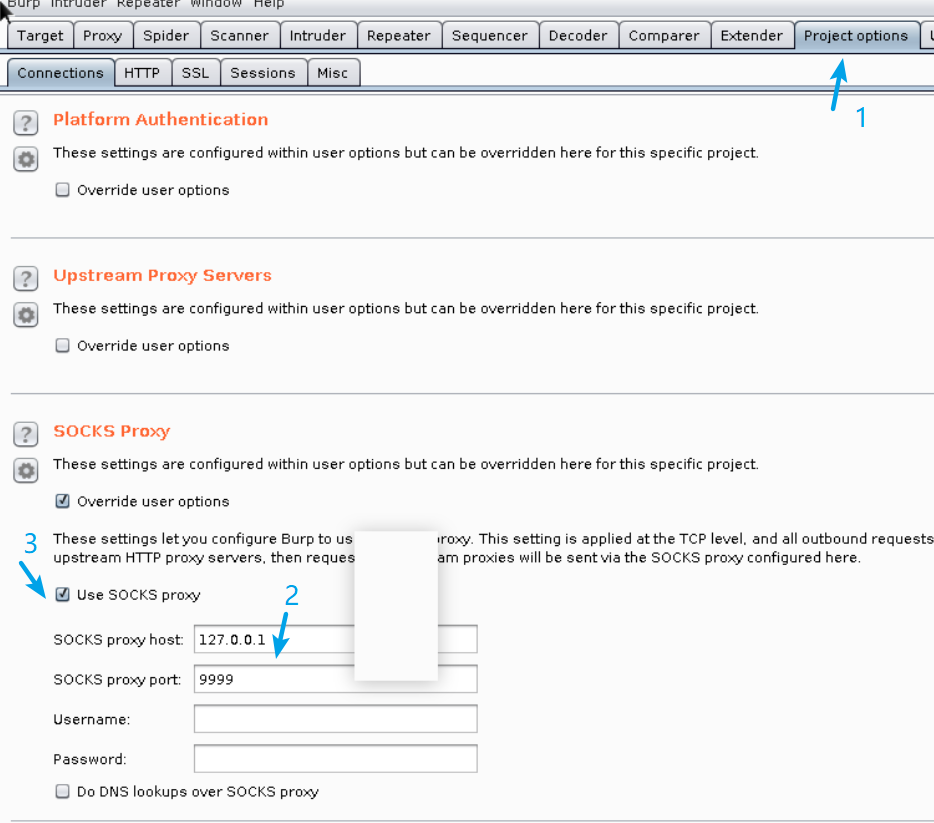 Burp Intruder Repeater Window Help
Target Proxy Spider Scanner Intruder Repeater Sequencer Decoder Comparer Extender Project options
Connections HTTP SSL Sessions Misc
1
Platform Authentication
These settings are configured within user options but can be overridden here for this specific project.
Override user options
Upstream Proxy Servers
These settings are configured within user options but can be overridden here for this specific project.
Override user options
SOCKS Proxy
These settings are configured within user options but can be overridden here for this specific project.
Override user options
These settings let you configure Burp to us roxy. This setting is applied at the TCP level, and all outbound requests
upstream HTTP proxy servers, then reques am proxies will be sent via the SOCKS proxy configured here.
3
Use SOCKS proxy
2
SOCKS proxy host: 127.0.0.1
SOCKS proxy port: 9999
Username:
Password:
Do DNS lookups over SOCKS proxy